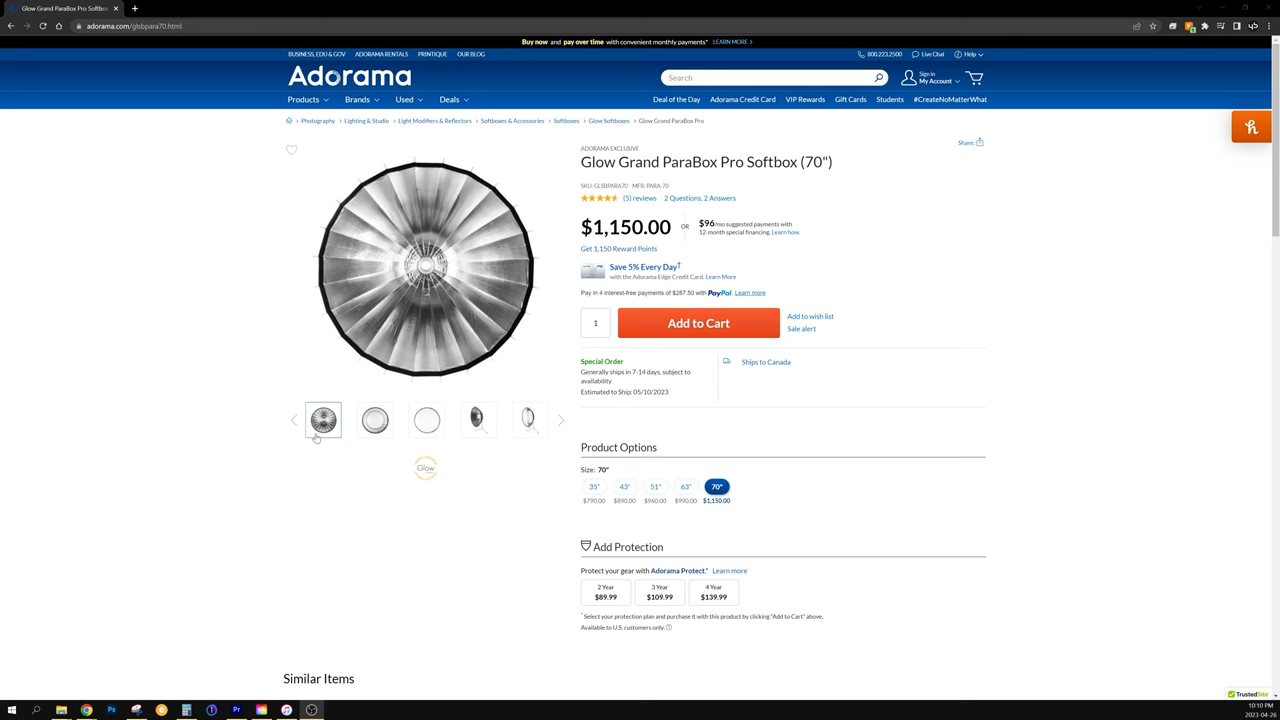 Glow Grand ParaBox Pro Softbo
adorama.com/glsbpara70.html
Buy now and pay over time with convenient monthly payments* LEARN MORE >
BUSINESS, EDU & GOV ADORAMA RENTALS PRINTIQUE OUR BLOG
800.223.2500 Live Chat Help
Adorama
Search
Sign in
My Account
Products Brands Used Deals
Deal of the Day Adorama Credit Card VIP Rewards Gift Cards Students #CreateNoMatterWhat
Photography > Lighting & Studio > Light Modifiers & Reflectors > Softboxes & Accessories > Softboxes > Glow Softboxes > Glow Grand ParaBox Pro
ADORAMA EXCLUSIVE
Share:
Glow Grand ParaBox Pro Softbox (70")
SKU: GLSBPARA70 MFR: PARA-70
(5) reviews 2 Questions, 2 Answers
$1,150.00 OR $96/mo suggested payments with
12-month special financing. Learn how.
Get 1,150 Reward Points
Save 5% Every Day†
with the Adorama Edge Credit Card. Learn More
Pay in 4 interest-free payments of $287.50 with PayPal. Learn more
1
Add to Cart
Add to wish list
Sale alert
Special Order
Generally ships in 7-14 days, subject to
availability
Estimated to Ship: 05/10/2023
Ships to Canada
Glow
Product Options
Size: 70"
35" 43" 51" 63" 70"
$790.00 $890.00 $960.00 $990.00 $1,150.00
Add Protection
Protect your gear with Adorama Protect.* Learn more
2 Year 3 Year 4 Year
$89.99 $109.99 $139.99
* Select your protection plan and purchase it with this product by clicking "Add to Cart" above.
Available to U.S. customers only.
Similar Items
TrustedSite
10:10 PM
2023-04-26